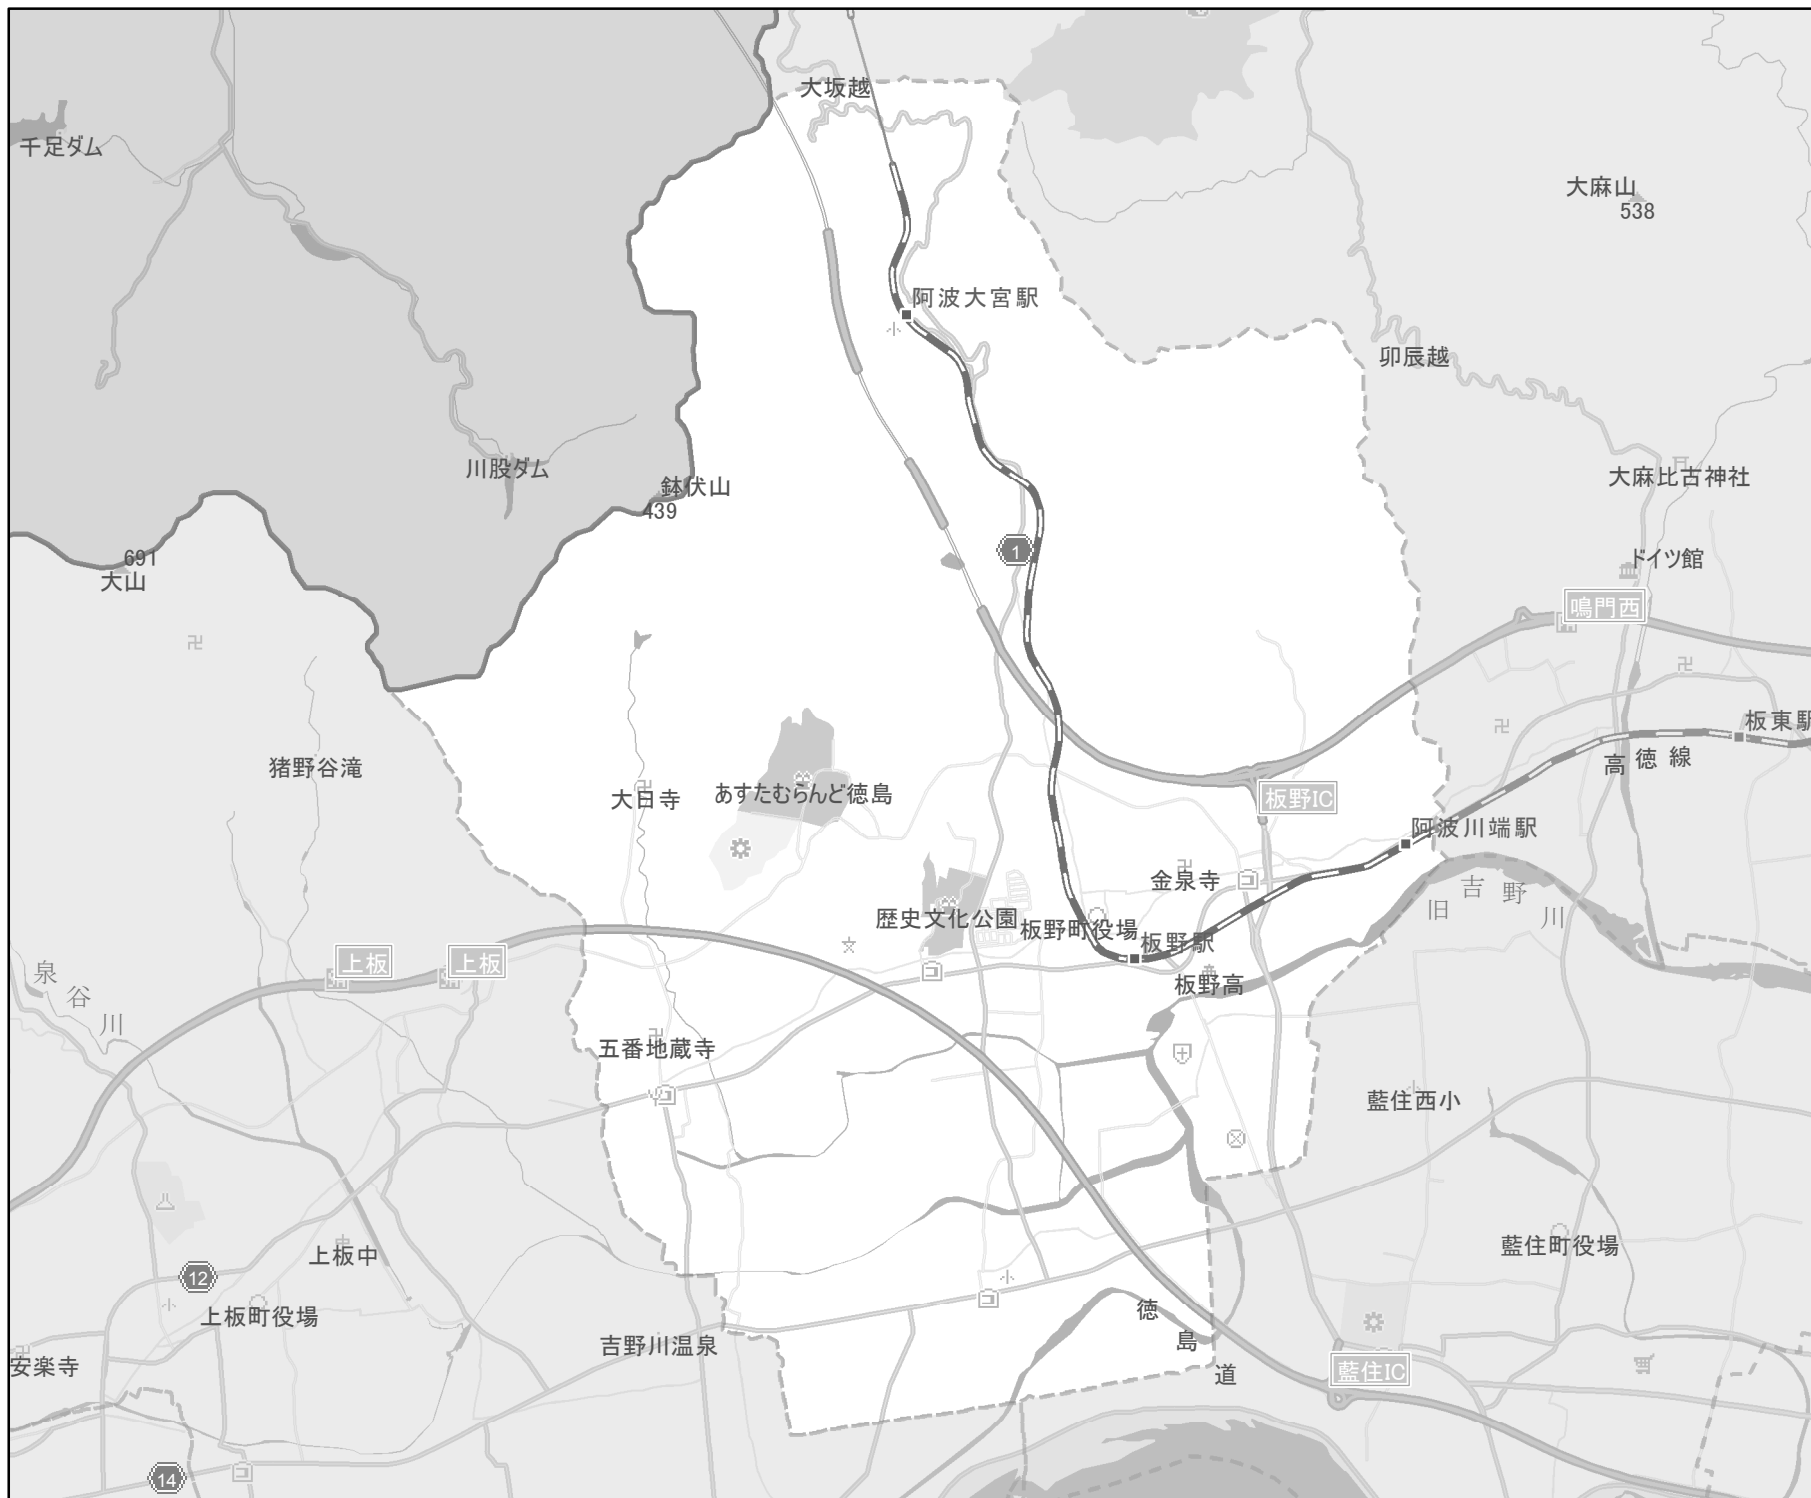 大坂越
千足ダム
大麻山
538
阿波大宮駅
卯辰越
川股ダム
鉢伏山
439
大麻比古神社
1
691
大山
ドイツ館
鳴門西
板東駅
高徳線
猪野谷滝
大日寺
あすたむらんど徳島
板野IC
阿波川端駅
金泉寺
旧吉野川
歴史文化公園
板野町役場
板野駅
上板
上板
板野高
泉谷川
五番地蔵寺
藍住西小
上板中
藍住町役場
12
上板町役場
吉野川温泉
徳島道
安楽寺
藍住IC
14